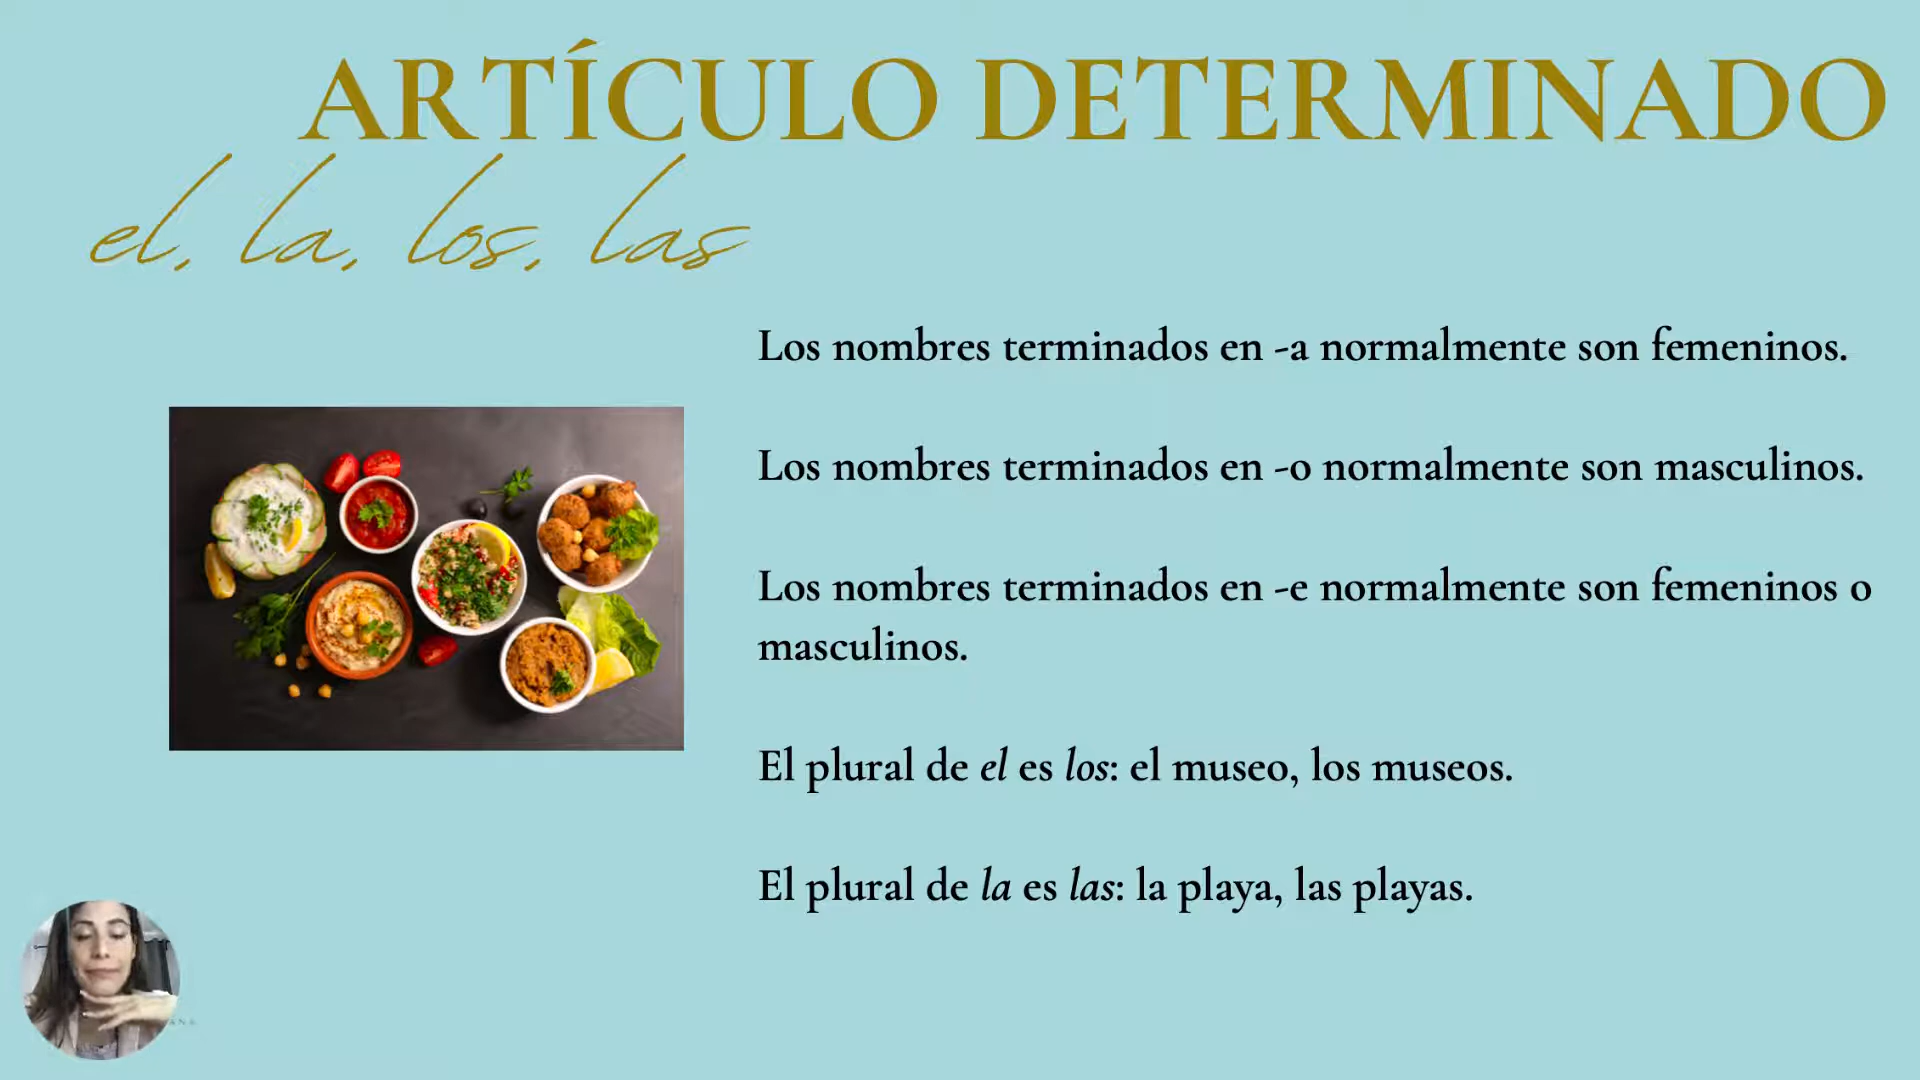 ARTÍCULO DETERMINADO
el, la, los, las
Los nombres terminados en -a normalmente son femeninos.
Los nombres terminados en -o normalmente son masculinos.
Los nombres terminados en -e normalmente son femeninos o
masculinos.
El plural de el es los: el museo, los museos.
El plural de la es las: la playa, las playas.